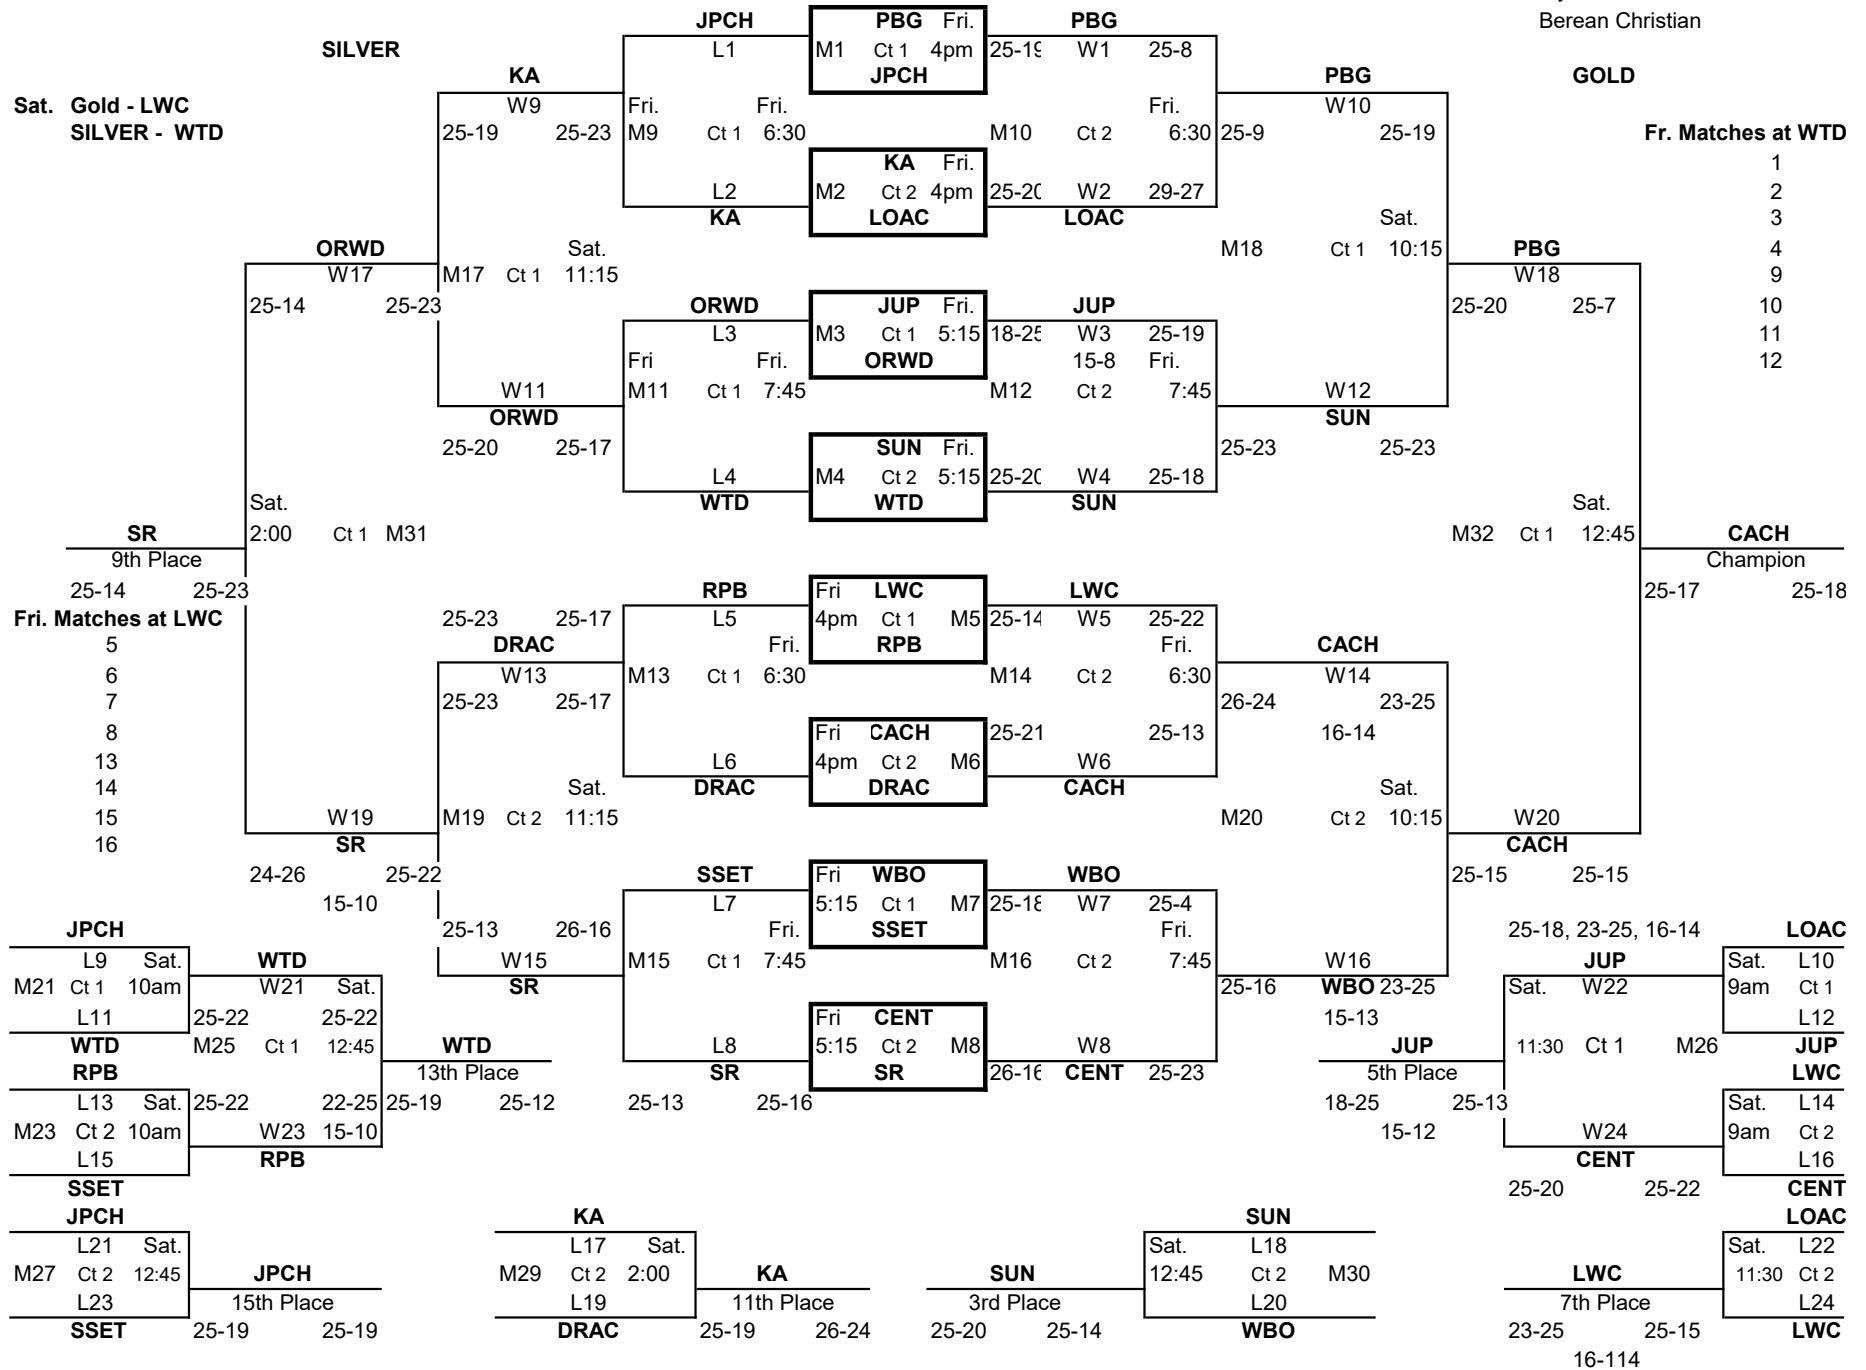 JPCH PBG Fri. PBG Berean Christian
SILVER L1 M1 Ct 1 4pm 25-19 W1 25-8
KA JPCH PBG GOLD
Sat. Gold - LWC W9 Fri. Fri. Fri. W10
SILVER - WTD 25-19 25-23 M9 Ct 1 6:30 M10 Ct 2 6:30 25-9 25-19 Fr. Matches at WTD
KA Fri. 1
L2 M2 Ct 2 4pm 25-20 W2 29-27 2
KA LOAC LOAC Sat. 3
ORWD Sat. M18 Ct 1 10:15 PBG 4
W17 M17 Ct 1 11:15 W18 9
25-14 25-23 ORWD JUP Fri. JUP 25-20 25-7 10
L3 M3 Ct 1 5:15 18-25 W3 25-19 11
Fri Fri. ORWD 15-8 Fri. 12
W11 M11 Ct 1 7:45 M12 Ct 2 7:45 W12
ORWD SUN
25-20 25-17 SUN Fri. 25-23 25-23
L4 M4 Ct 2 5:15 25-20 W4 25-18
Sat. WTD WTD SUN Sat.
SR 2:00 Ct 1 M31 M32 Ct 1 12:45 CACH
9th Place Champion
25-14 25-23 RPB Fri LWC LWC 25-17 25-18
Fri. Matches at LWC 25-23 25-17 L5 4pm Ct 1 M5 25-14 W5 25-22
5 DRAC Fri. RPB Fri. CACH
6 W13 M13 Ct 1 6:30 M14 Ct 2 6:30 W14
7 25-23 25-17 26-24 23-25
8 Fri CACH 25-21 25-13 16-14
13 L6 4pm Ct 2 M6 W6
14 Sat. DRAC DRAC CACH Sat.
15 W19 M19 Ct 2 11:15 M20 Ct 2 10:15 W20
16 SR CACH
24-26 25-22 SSET Fri WBO WBO 25-15 25-15
15-10 L7 5:15 Ct 1 M7 25-18 W7 25-4
JPCH 25-13 26-16 Fri. SSET Fri. 25-18, 23-25, 16-14 LOAC
L9 Sat. WTD W15 M15 Ct 1 7:45 M16 Ct 2 7:45 W16 JUP Sat. L10
M21 Ct 1 10am W21 Sat. SR 25-16 WBO 23-25 Sat. W22 9am Ct 1
L11 25-22 25-22 Fri CENT 15-13 L12
WTD M25 Ct 1 12:45 WTD L8 5:15 Ct 2 M8 W8 JUP 11:30 Ct 1 M26 JUP
RPB 13th Place SR SR 26-16 CENT 25-23 5th Place LWC
L13 Sat. 25-22 22-25 25-19 25-12 25-13 25-16 18-25 25-13 Sat. L14
M23 Ct 2 10am W23 15-10 15-12 W24 9am Ct 2
L15 RPB CENT L16
SSET 25-20 25-22 CENT
JPCH KA SUN LOAC
L21 Sat. L17 Sat. Sat. L18 Sat. L22
M27 Ct 2 12:45 JPCH M29 Ct 2 2:00 KA SUN 12:45 Ct 2 M30 LWC 11:30 Ct 2
L23 15th Place L19 11th Place 3rd Place L20 7th Place L24
SSET 25-19 25-19 DRAC 25-19 26-24 25-20 25-14 WBO 23-25 25-15 LWC
16-114